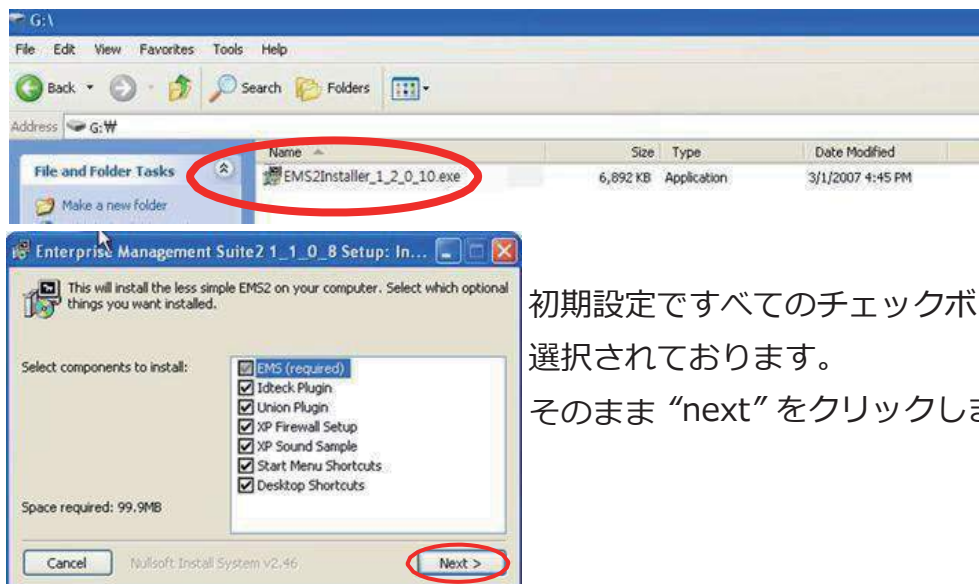 G:\
File Edit View Favorites Tools Help
Back Search Folders
Address G:₩
Name Size Type Date Modified
File and Folder Tasks
EMS2Installer_1_2_0_10.exe 6,892 KB Application 3/1/2007 4:45 PM
Make a new folder
Enterprise Management Suite2 1_1_0_8 Setup: In...
This will install the less simple EMS2 on your computer. Select which optional
things you want installed.
Select components to install:
EMS (required)
Idteck Plugin
Union Plugin
XP Firewall Setup
XP Sound Sample
Start Menu Shortcuts
Desktop Shortcuts
Space required: 99.9MB
Cancel Nullsoft Install System v2.46 Next >
初期設定ですべてのチェックボ
選択されております。
そのまま “next” をクリックしま